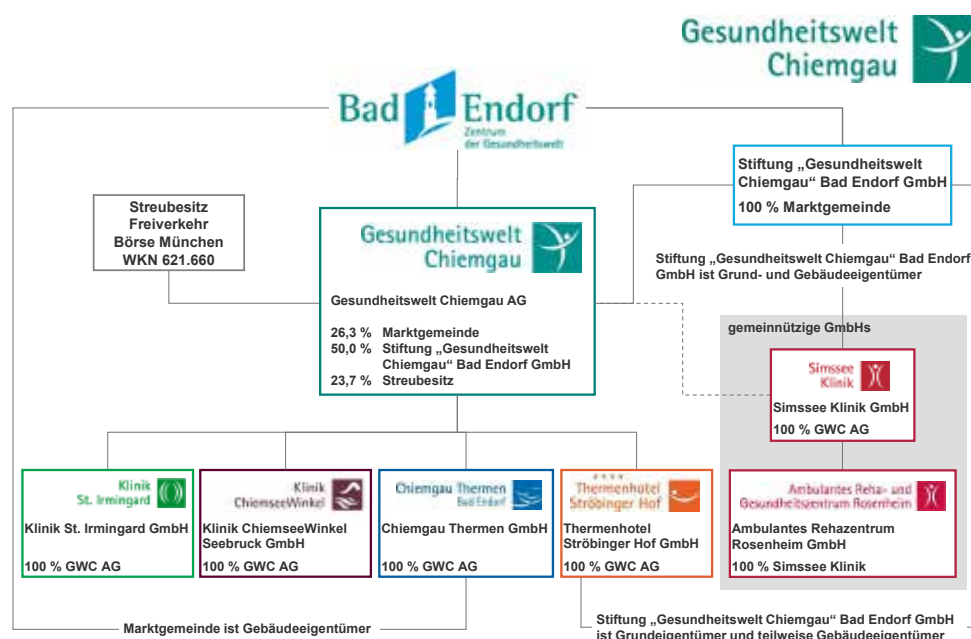 Gesundheitswelt
Chiemgau
Bad Endorf
Zentrum
der Gesundheitswelt
Stiftung „Gesundheitswelt
Chiemgau“ Bad Endorf GmbH
100 % Marktgemeinde
Streubesitz
Freiverkehr
Börse München
WKN 621.660
Gesundheitswelt
Chiemgau
Gesundheitswelt Chiemgau AG
26,3 % Marktgemeinde
50,0 % Stiftung „Gesundheitswelt
Chiemgau“ Bad Endorf GmbH
23,7 % Streubesitz
Stiftung „Gesundheitswelt Chiemgau“ Bad Endorf
GmbH ist Grund- und Gebäudeeigentümer
gemeinnützige GmbHs
Simssee
Klinik
Simssee Klinik GmbH
100 % GWC AG
Klinik
St. Irmingard
Klinik St. Irmingard GmbH
100 % GWC AG
Klinik
ChiemseeWinkel
Klinik ChiemseeWinkel
Seebruck GmbH
100 % GWC AG
Chiemgau Thermen
Bad Endorf
Chiemgau Thermen GmbH
100 % GWC AG
Thermenhotel
Ströbinger Hof
Thermenhotel
Ströbinger Hof GmbH
100 % GWC AG
Ambulantes Reha- und
Gesundheitszentrum Rosenheim
Ambulantes Rehazentrum
Rosenheim GmbH
100 % Simssee Klinik
Marktgemeinde ist Gebäudeeigentümer
Stiftung „Gesundheitswelt Chiemgau“ Bad Endorf GmbH
ist Grundeigentümer und teilweise Gebäudeeigentümer